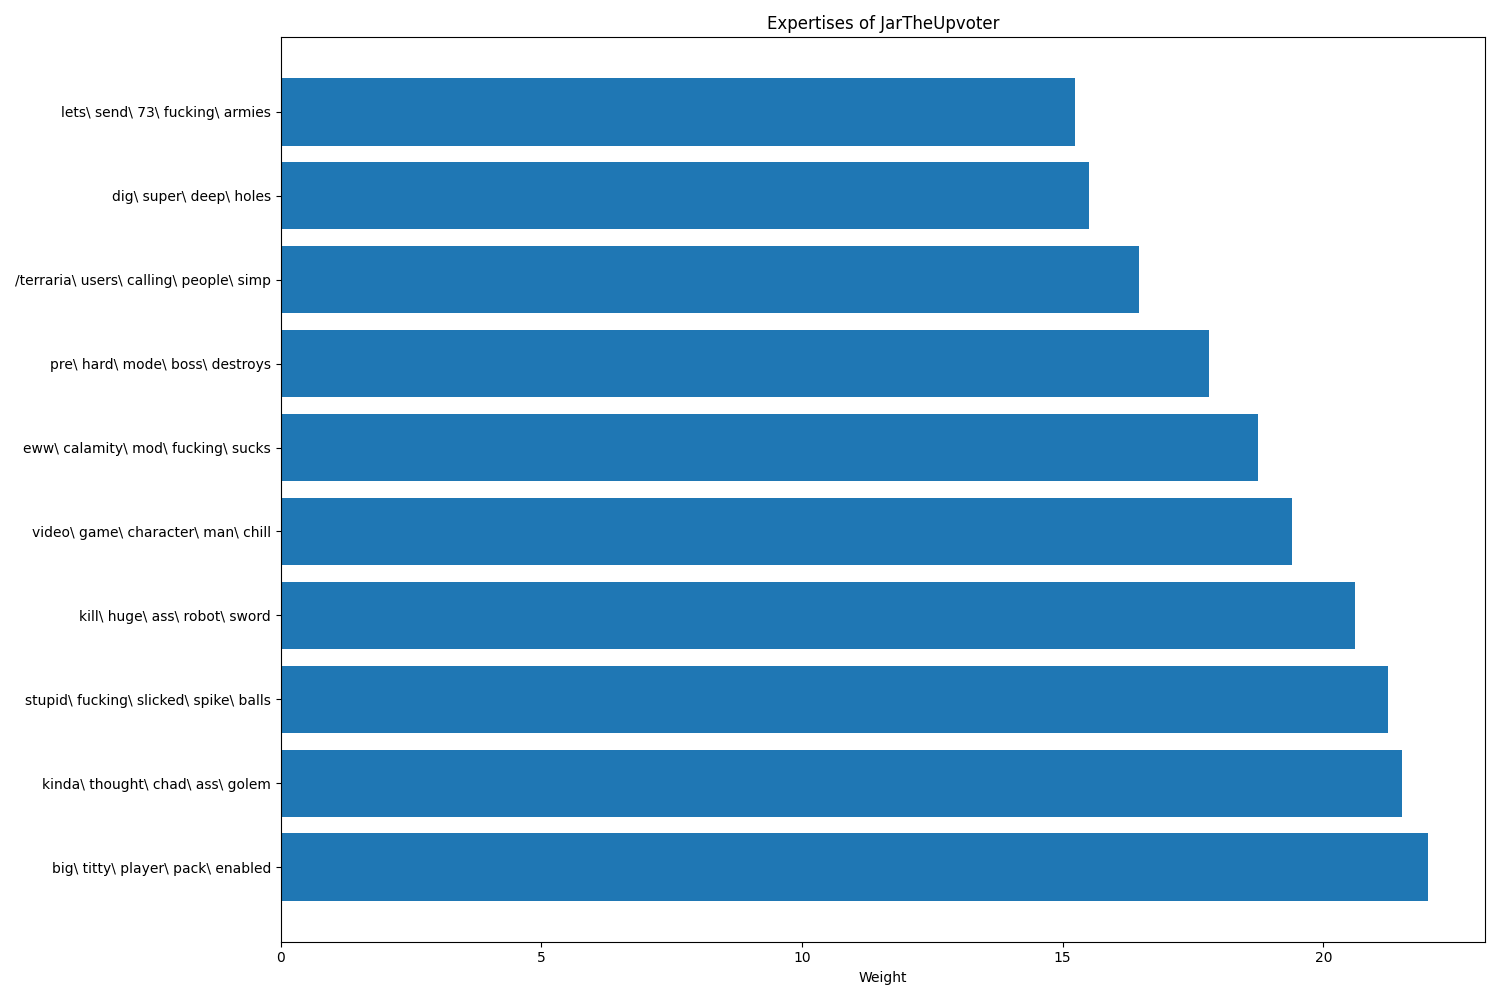 Expertises of JarTheUpvoter
lets\ send\ 73\ fucking\ armies
dig\ super\ deep\ holes
/terraria\ users\ calling\ people\ simp
pre\ hard\ mode\ boss\ destroys
eww\ calamity\ mod\ fucking\ sucks
video\ game\ character\ man\ chill
kill\ huge\ ass\ robot\ sword
stupid\ fucking\ slicked\ spike\ balls
kinda\ thought\ chad\ ass\ golem
big\ titty\ player\ pack\ enabled
0 5 10 15 20
Weight